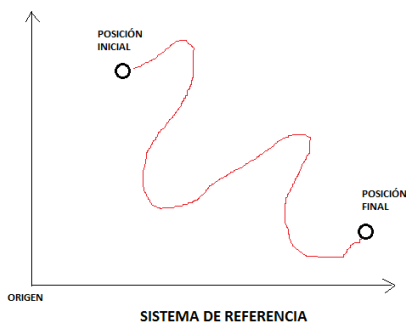 POSICIÓN
INICIAL
POSICIÓN
FINAL
ORIGEN
SISTEMA DE REFERENCIA